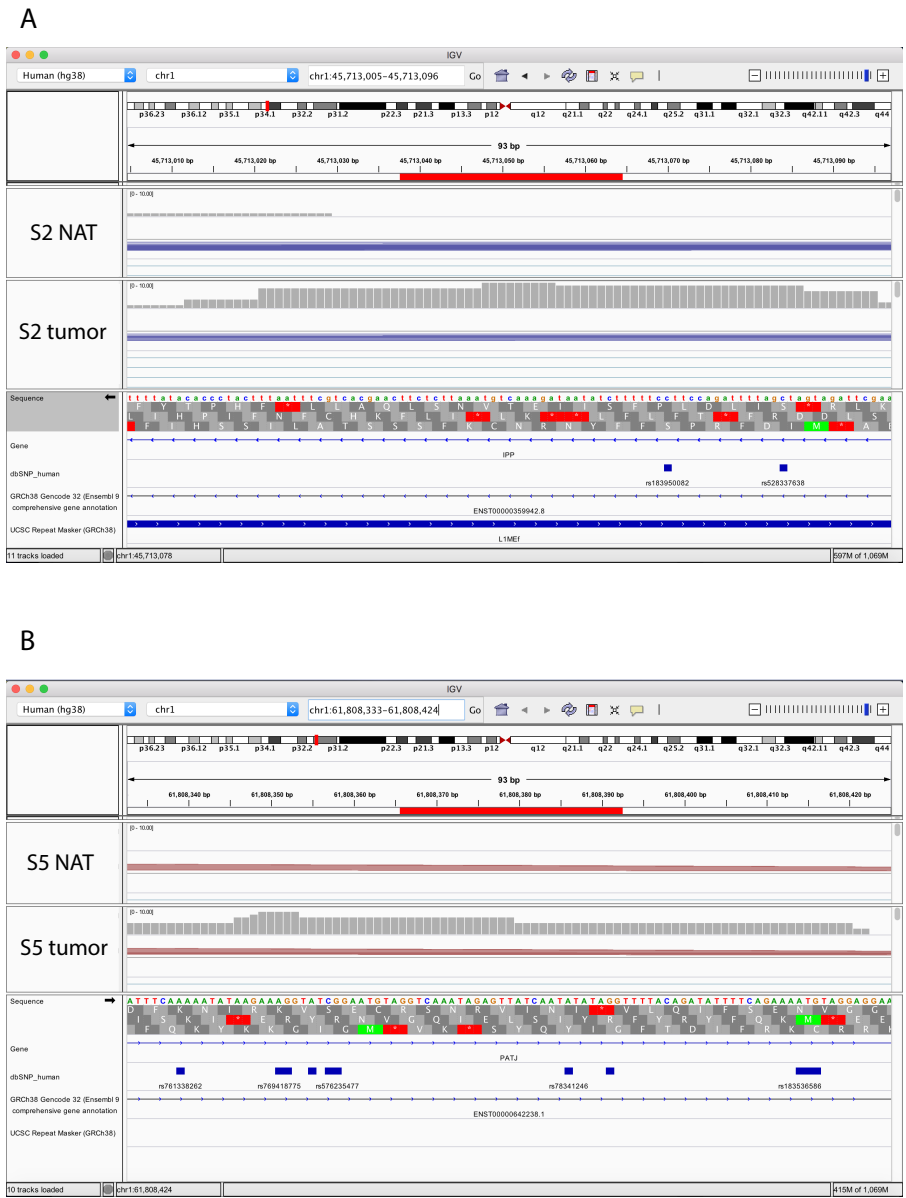 A
IGV
Human (hg38) chr1 chr1:45,713,005-45,713,096 Go
p36.23 p36.12 p35.1 p34.1 p32.2 p31.2 p22.3 p21.3 p13.3 p12 q12 q21.1 q22 q24.1 q25.2 q31.1 q32.1 q42.11 q42.3 q44
93 bp
45,713,010 bp 45,713,020 bp 45,713,030 bp 45,713,040 bp 45,713,050 bp 45,713,060 bp 45,713,070 bp 45,713,080 bp 45,713,090 bp
[0 - 10.00]
S2 NAT
[0 - 10.00]
S2 tumor
Sequence
Gene
IPP
dbSNP_human
rs183950082 rs528337638
GRCh38 Gencode 32 (Ensembl 9
comprehensive gene annotation
ENST00000359942.8
UCSC Repeat Masker (GRCh38)
L1MEf
11 tracks loaded chr1:45,713,078 597M of 1,069M
B
IGV
Human (hg38) chr1 chr1:61,808,333-61,808,424 Go
p36.23 p36.12 p35.1 p34.1 p32.2 p31.2 p22.3 p21.3 p13.3 p12 q12 q21.1 q22 q24.1 q25.2 q31.1 q32.1 q42.11 q42.3 q44
93 bp
61,808,340 bp 61,808,350 bp 61,808,360 bp 61,808,370 bp 61,808,380 bp 61,808,390 bp 61,808,400 bp 61,808,410 bp 61,808,420 bp
[0 - 10.00]
S5 NAT
[0 - 10.00]
S5 tumor
Sequence
Gene
PATJ
dbSNP_human
rs761338262 rs769418775 rs576235477 rs78341246 rs183536586
GRCh38 Gencode 32 (Ensembl 9
comprehensive gene annotation
ENST00000642238.1
UCSC Repeat Masker (GRCh38)
10 tracks loaded chr1:61,808,424 415M of 1,069M